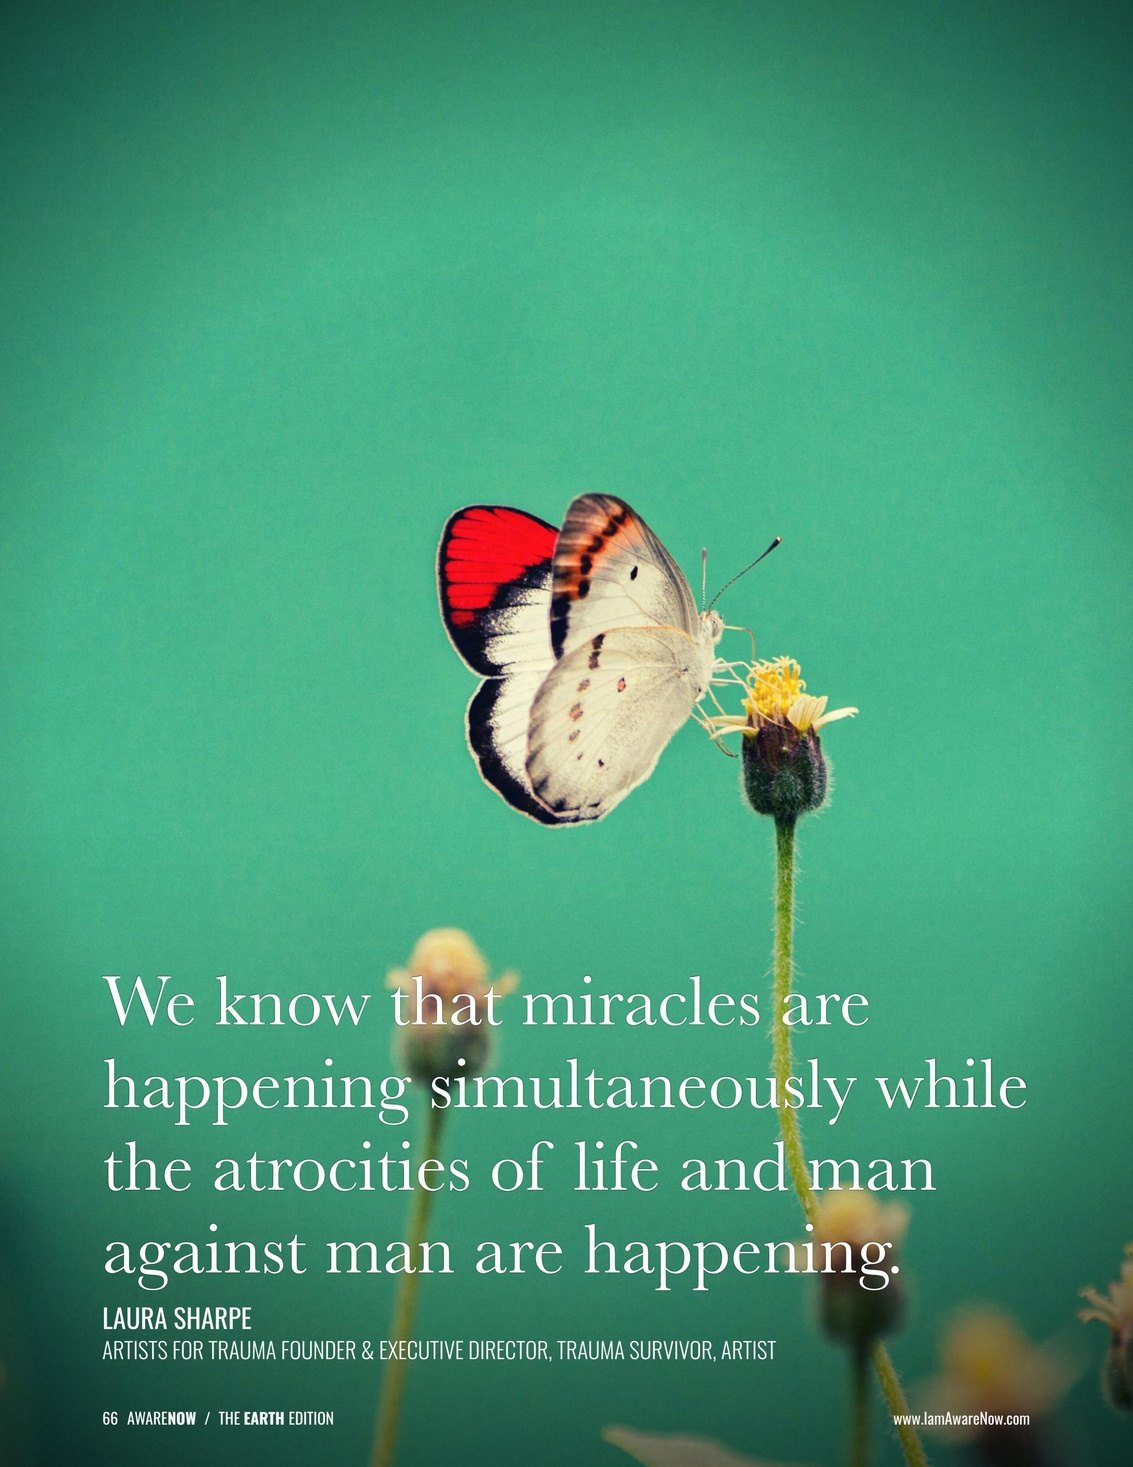 We know that miracles are
happening simultaneously while
the atrocities of life and man
against man are happening.
LAURA SHARPE
ARTISTS FOR TRAUMA FOUNDER & EXECUTIVE DIRECTOR, TRAUMA SURVIVOR, ARTIST
66 AWARENOW / THE EARTH EDITION
www.IamAwareNow.com